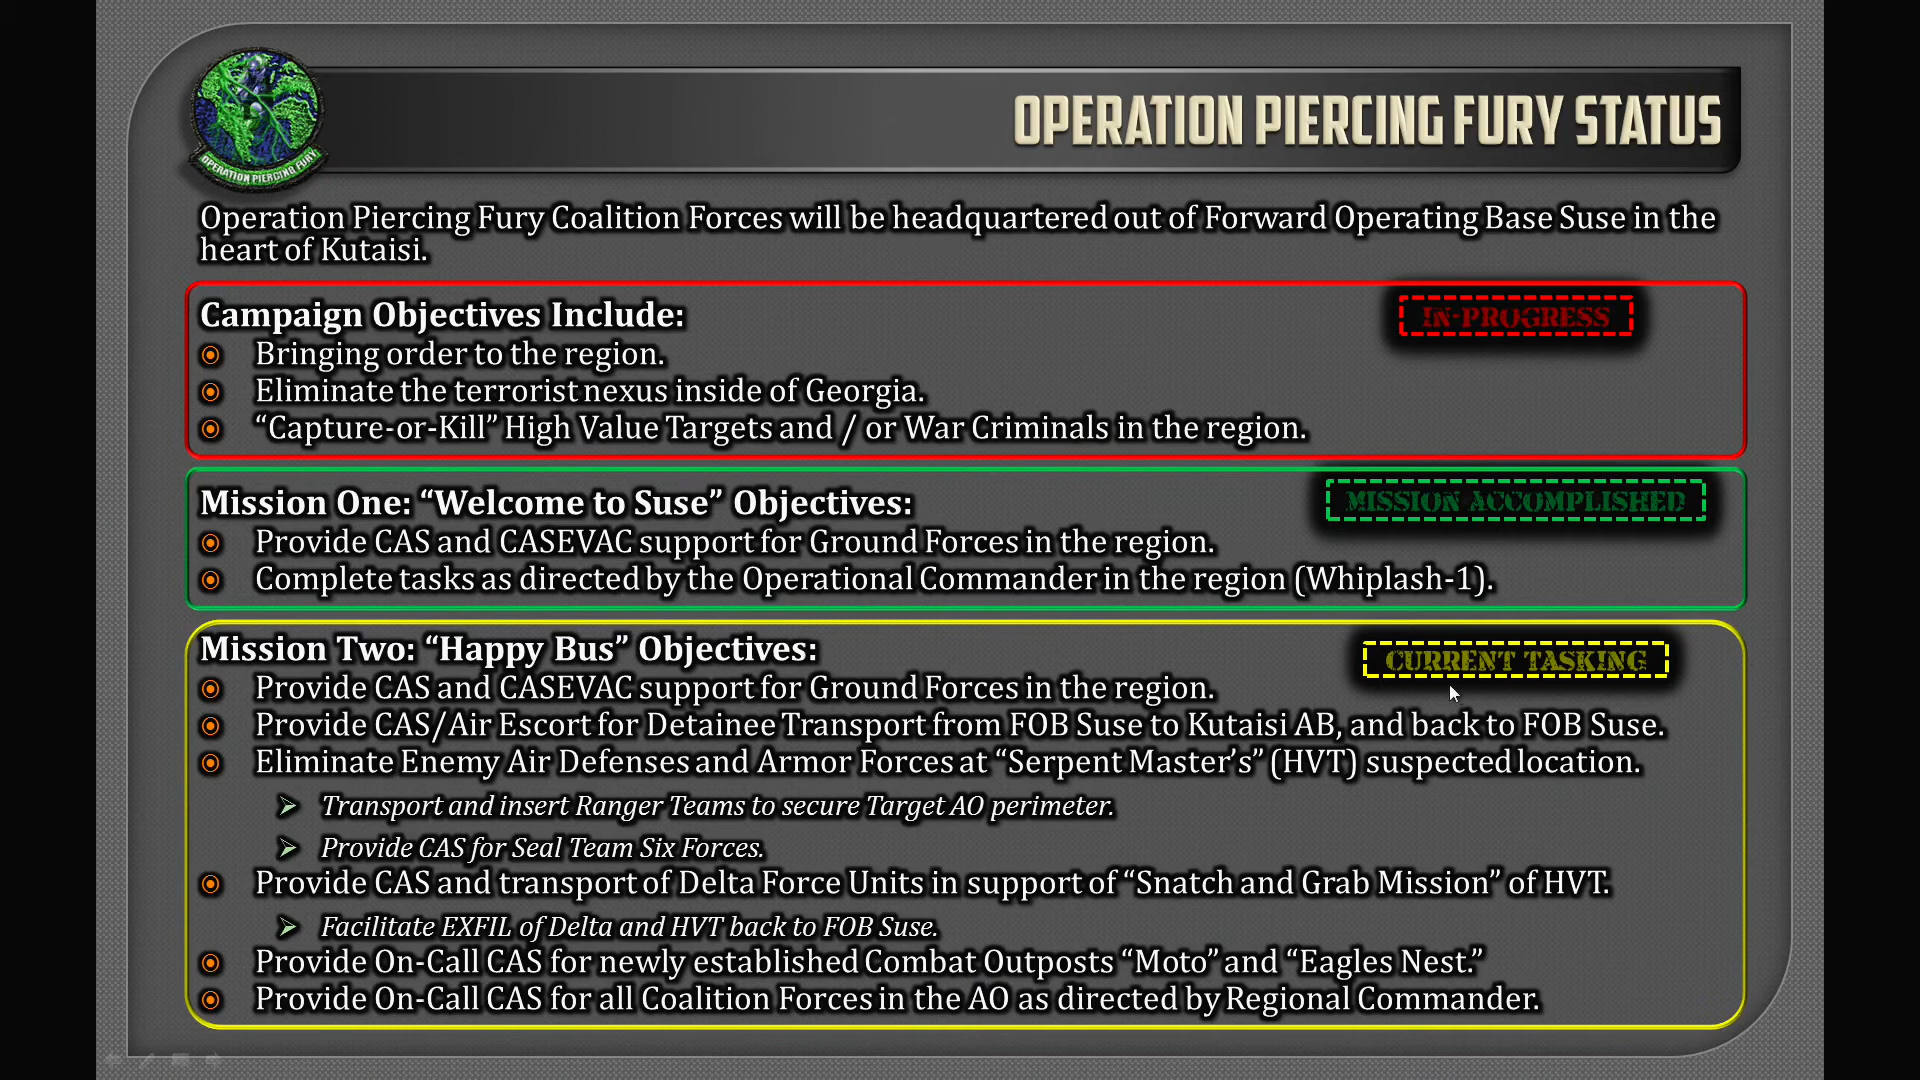 OPERATION PIERCING FURY
OPERATION PIERCING FURY STATUS
Operation Piercing Fury Coalition Forces will be headquartered out of Forward Operating Base Suse in the
heart of Kutaisi.
Campaign Objectives Include:
IN-PROGRESS
Bringing order to the region.
Eliminate the terrorist nexus inside of Georgia.
“Capture-or-Kill” High Value Targets and / or War Criminals in the region.
Mission One: “Welcome to Suse” Objectives:
MISSION ACCOMPLISHED
Provide CAS and CASEVAC support for Ground Forces in the region.
Complete tasks as directed by the Operational Commander in the region (Whiplash-1).
Mission Two: “Happy Bus” Objectives:
CURRENT TASKING
Provide CAS and CASEVAC support for Ground Forces in the region.
Provide CAS/Air Escort for Detainee Transport from FOB Suse to Kutaisi AB, and back to FOB Suse.
Eliminate Enemy Air Defenses and Armor Forces at “Serpent Master’s” (HVT) suspected location.
Transport and insert Ranger Teams to secure Target AO perimeter.
Provide CAS for Seal Team Six Forces.
Provide CAS and transport of Delta Force Units in support of “Snatch and Grab Mission” of HVT.
Facilitate EXFIL of Delta and HVT back to FOB Suse.
Provide On-Call CAS for newly established Combat Outposts “Moto” and “Eagles Nest.”
Provide On-Call CAS for all Coalition Forces in the AO as directed by Regional Commander.